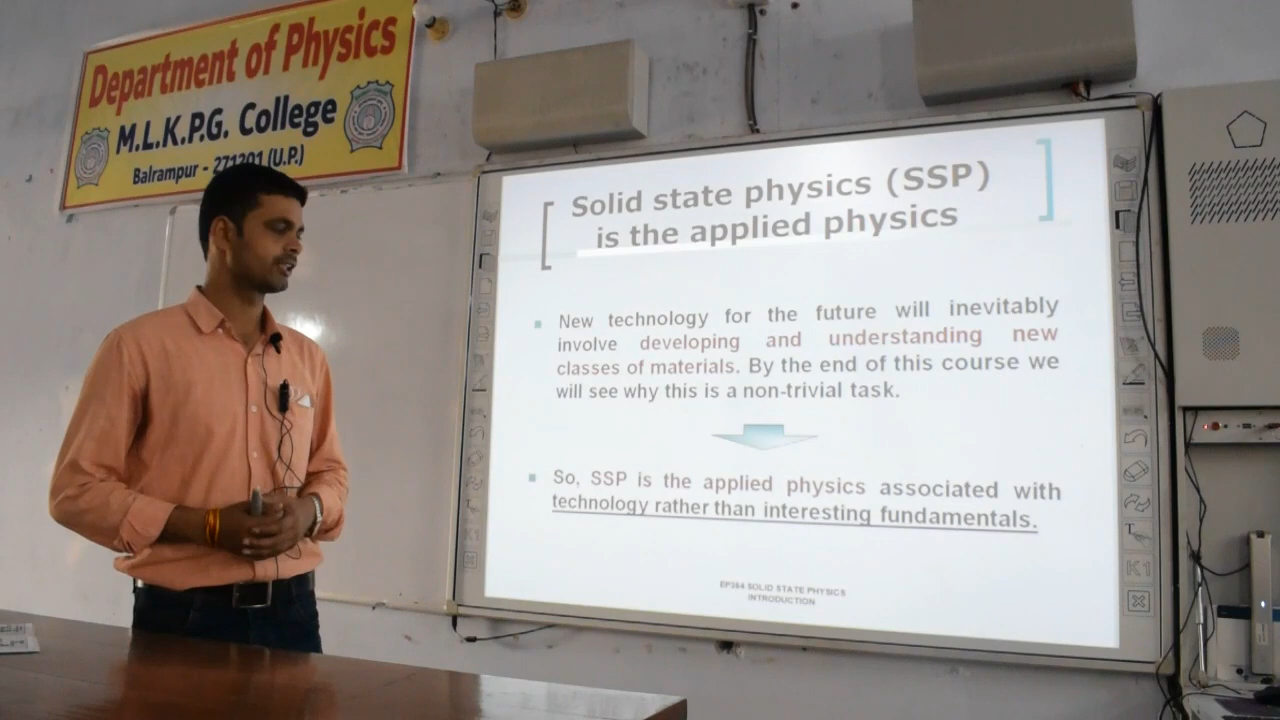 Department of Physics
M.L.K.P.G. College
Balrampur - 271201 (U.P.)
Solid state physics (SSP)
is the applied physics
New technology for the future will inevitably
involve developing and understanding new
classes of materials. By the end of this course we
will see why this is a non-trivial task.
So, SSP is the applied physics associated with
technology rather than interesting fundamentals.
EP364 SOLID STATE PHYSICS
INTRODUCTION
K1